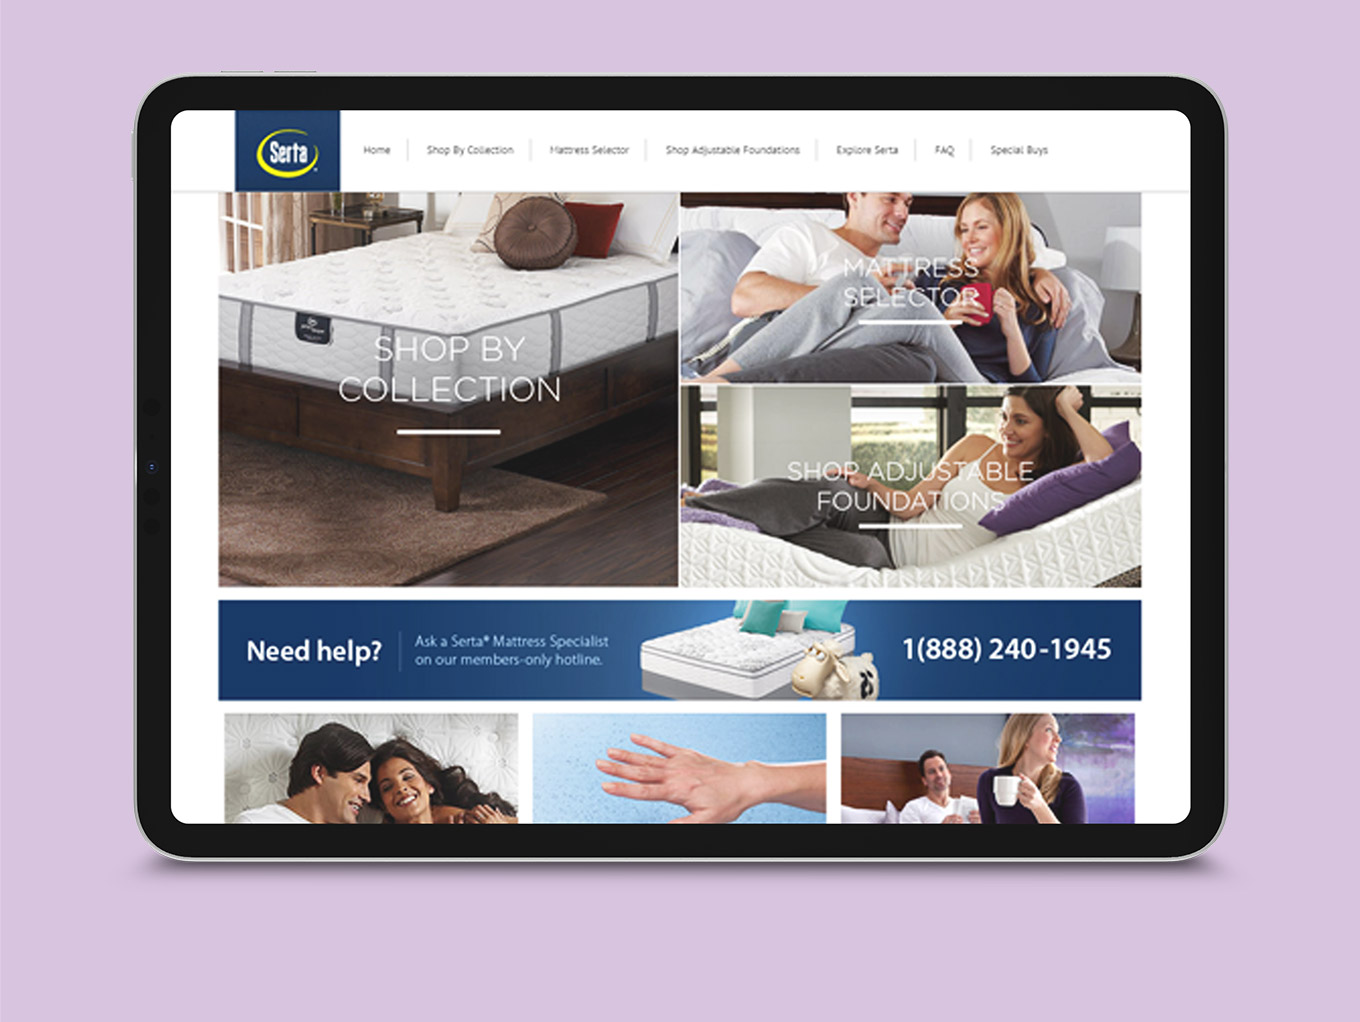 Serta
Home
Shop By Collection
Mattress Selector
Shop Adjustable Foundations
Explore Serta
FAQ
Special Buys
SHOP BY
COLLECTION
MATTRESS
SELECTOR
SHOP ADJUSTABLE
FOUNDATIONS
Need help?
Ask a Serta® Mattress Specialist
on our members-only hotline.
1(888) 240-1945